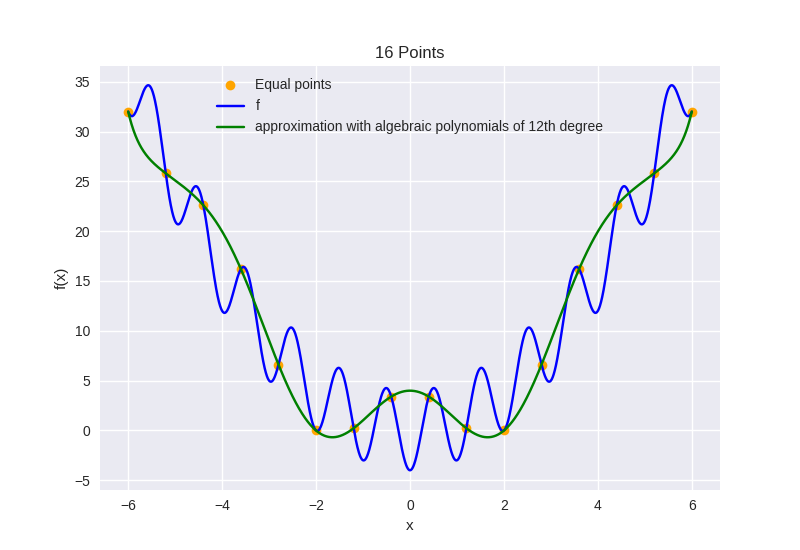 16 Points
Equal points
f
approximation with algebraic polynomials of 12th degree
35
30
25
20
15
10
5
0
−5
f(x)
−6 −4 −2 0 2 4 6
x